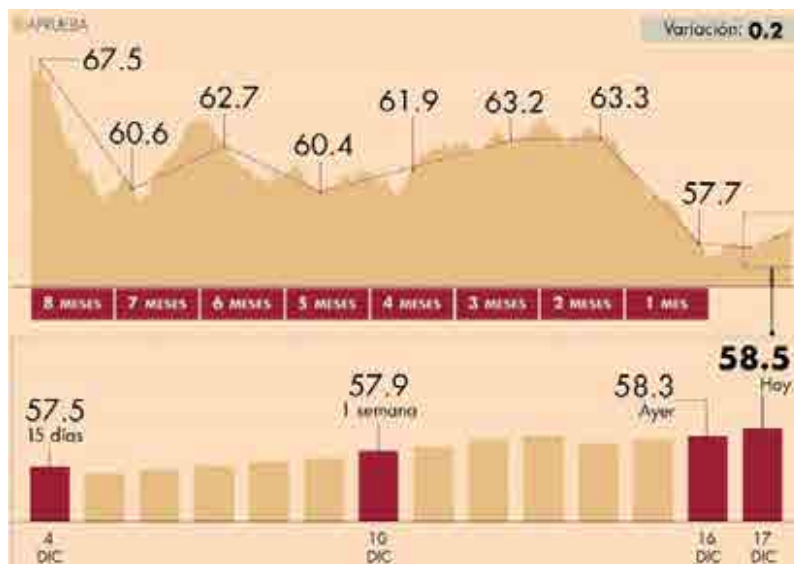 APRUEBA
Variación: 0.2
67.5
60.6
62.7
60.4
61.9
63.2
63.3
57.7
8 MESES
7 MESES
6 MESES
5 MESES
4 MESES
3 MESES
2 MESES
1 MES
57.5
15 días
57.9
1 semana
58.3
Ayer
58.5
Hoy
4
DIC
10
DIC
16
DIC
17
DIC